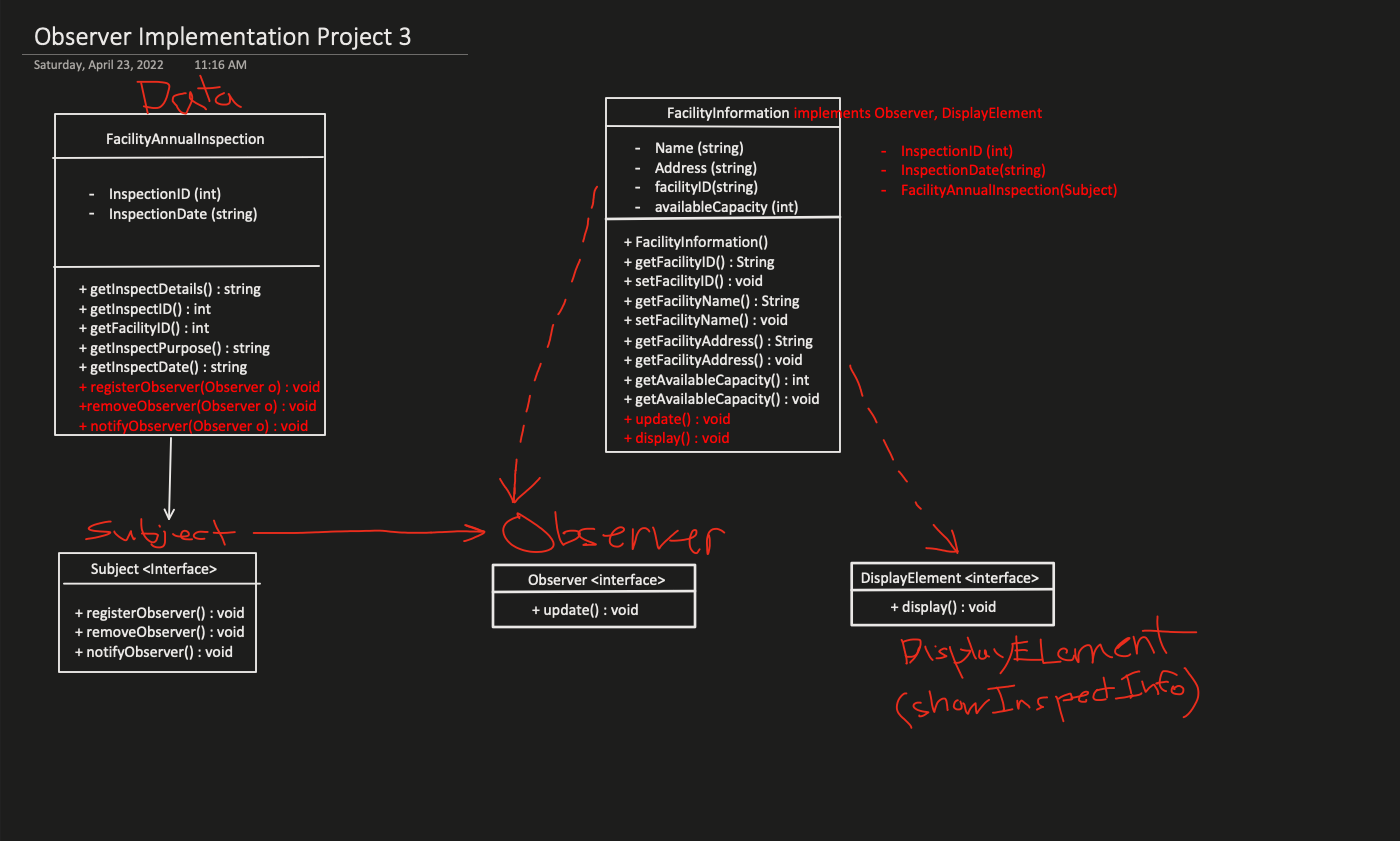 Observer Implementation Project 3
Saturday, April 23, 2022 11:16 AM
Data
FacilityAnnualInspection
- InspectionID (int)
- InspectionDate (string)
+ getInspectDetails() : string
+ getInspectID() : int
+ getFacilityID() : int
+ getInspectPurpose() : string
+ getInspectDate() : string
+ registerObserver(Observer o) : void
+removeObserver(Observer o) : void
+ notifyObserver(Observer o) : void
FacilityInformation implements Observer, DisplayElement
- Name (string)
- Address (string)
- facilityID(string)
- availableCapacity (int)
- InspectionID (int)
- InspectionDate(string)
- FacilityAnnualInspection(Subject)
+ FacilityInformation()
+ getFacilityID() : String
+ setFacilityID() : void
+ getFacilityName() : String
+ setFacilityName() : void
+ getFacilityAddress() : String
+ getFacilityAddress() : void
+ getAvailableCapacity() : int
+ getAvailableCapacity() : void
+ update() : void
+ display() : void
Subject
Subject <Interface>
+ registerObserver() : void
+ removeObserver() : void
+ notifyObserver() : void
Observer
Observer <interface>
+ update() : void
DisplayElement <interface>
+ display() : void
DisplayELement
(showInspectInfo)